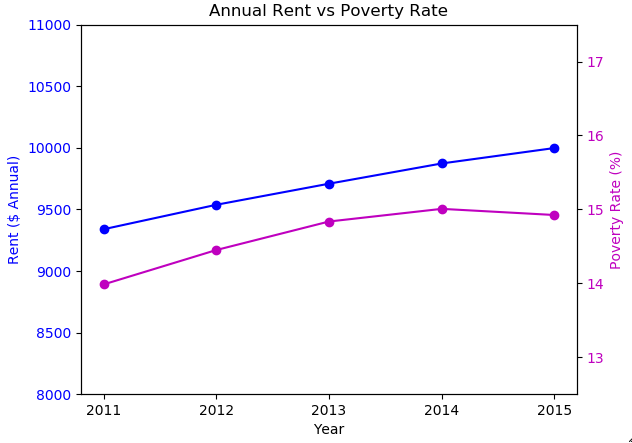 Annual Rent vs Poverty Rate
11000
10500
10000
9500
9000
8500
8000
Rent ($ Annual)
17
16
15
14
13
Poverty Rate (%)
2011 2012 2013 2014 2015
Year